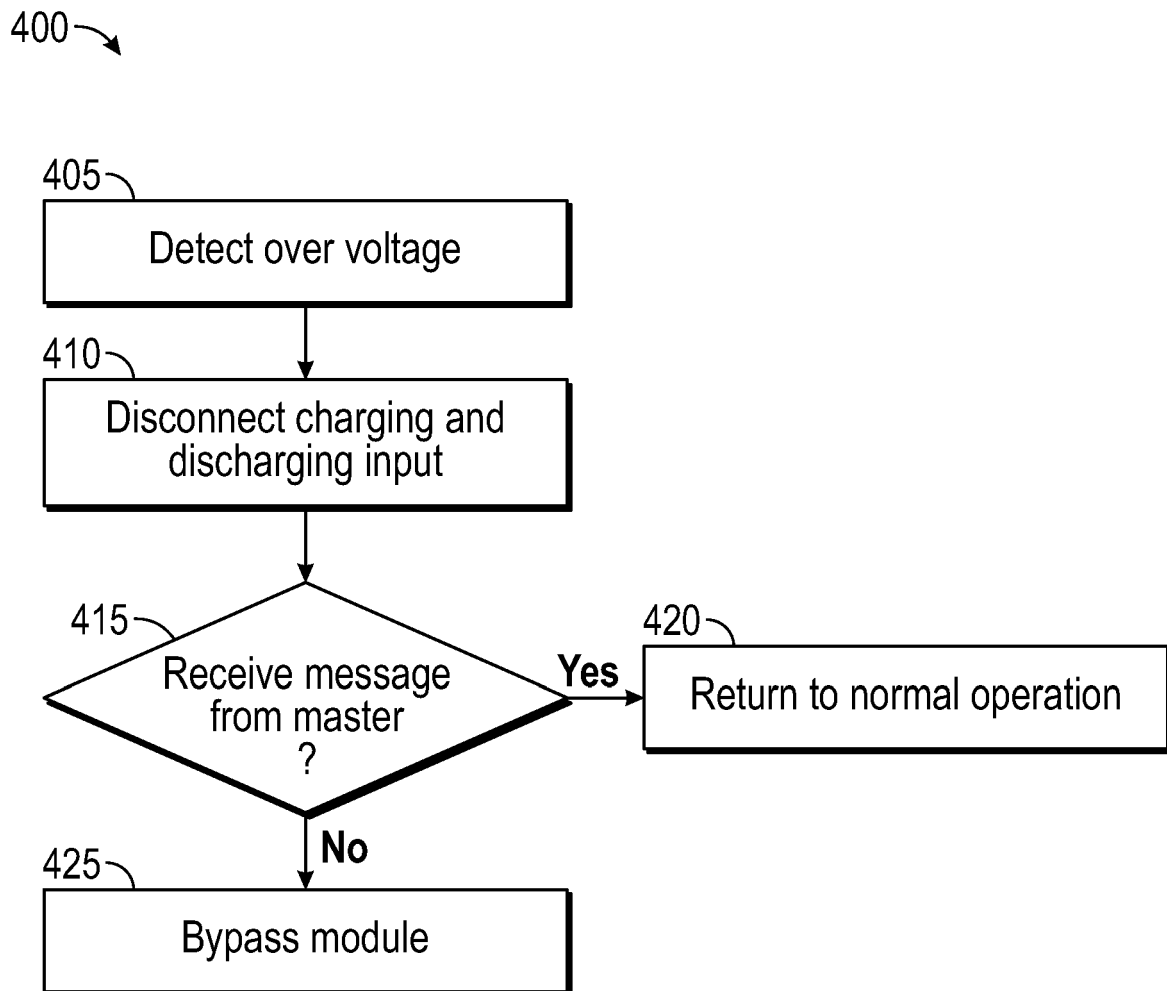 400
405
Detect over voltage
410
Disconnect charging and
discharging input
415
Receive message
from master
?
Yes
420
Return to normal operation
No
425
Bypass module